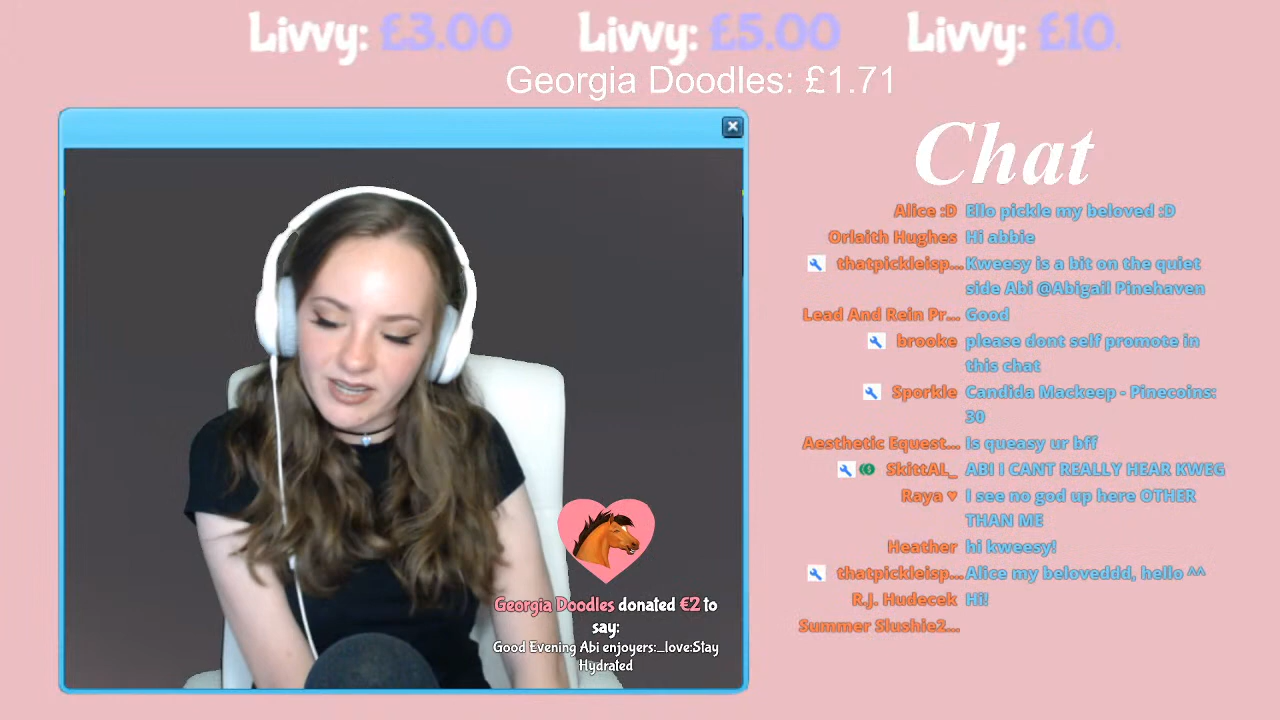 Livvy: £3.00 Livvy: £5.00 Livvy: £10.
Georgia Doodles: £1.71
Chat
Alice :D Ello pickle my beloved :D
Orlaith Hughes Hi abbie
thatpickleisp... Kweesy is a bit on the quiet
side Abi @Abigail Pinehaven
Lead And Rein Pr... Good
brooke please dont self promote in
this chat
Sporkle Candida Mackeep - Pinecoins:
30
Aesthetic Equest... Is queasy ur bff
SkittAL_ ABI I CANT REALLY HEAR KWEG
Raya ♥ I see no god up here OTHER
THAN ME
Heather hi kweesy!
thatpickleisp... Alice my beloveddd, hello ^^
R.J. Hudecek Hi!
Summer Slushie2...
Georgia Doodles donated €2 to
say:
Good Evening Abi enjoyers:_love:Stay
Hydrated